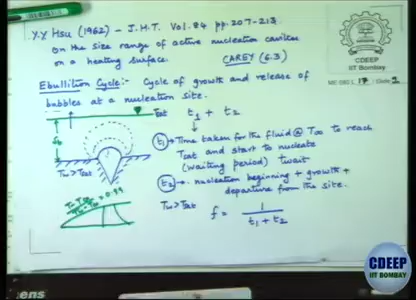 Y.Y Hsu (1962) - J.H.T. Vol. 84 pp. 207-213.
on the size range of active nucleation cavities
on a heating surface.
CAREY (6.3)
CDEEP
IIT Bombay
Ebullition Cycle:- Cycle of growth and release of
bubbles at a nucleation site.
t₁ + t₂
t₁ → Time taken for the fluid @ T∞ to reach
Tsat and start to nucleate
(waiting period) twait
t₂ → nucleation beginning + growth +
departure from the site.
Tw > Tsat
Tw > Tsat
f = 1 / (t₁ + t₂)
= 0.99
CDEEP
IIT BOMBAY